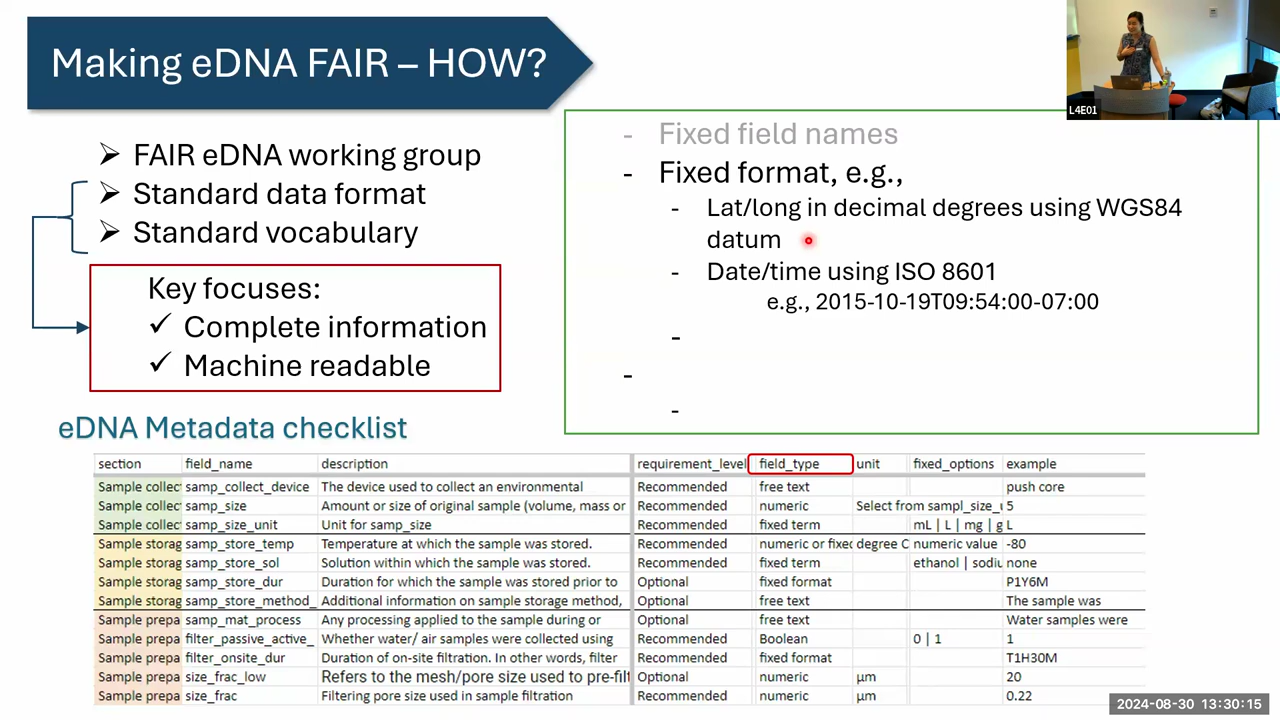 Making eDNA FAIR – HOW?
L4E01
FAIR eDNA working group
Standard data format
Standard vocabulary
Key focuses:
Complete information
Machine readable
- Fixed field names
- Fixed format, e.g.,
- Lat/long in decimal degrees using WGS84
datum
- Date/time using ISO 8601
e.g., 2015-10-19T09:54:00-07:00
-
-
-
eDNA Metadata checklist
section field_name description requirement_level field_type unit fixed_options example
Sample collec samp_collect_device The device used to collect an environmental Recommended free text push core
Sample collec samp_size Amount or size of original sample (volume, mass or Recommended numeric Select from sampl_size_u 5
Sample collec samp_size_unit Unit for samp_size Recommended fixed term mL | L | mg | g L
Sample storag samp_store_temp Temperature at which the sample was stored. Recommended numeric or fixed degree C numeric value -80
Sample storag samp_store_sol Solution within which the sample was stored. Recommended fixed term ethanol | sodiu none
Sample storag samp_store_dur Duration for which the sample was stored prior to Optional fixed format P1Y6M
Sample storag samp_store_method_ Additional information on sample storage method, Optional free text The sample was
Sample prepa samp_mat_process Any processing applied to the sample during or Optional free text Water samples were
Sample prepa filter_passive_active_ Whether water/ air samples were collected using Recommended Boolean 0 | 1 1
Sample prepa filter_onsite_dur Duration of on-site filtration. In other words, filter Recommended fixed format T1H30M
Sample prepa size_frac_low Refers to the mesh/pore size used to pre-filt Optional numeric µm 20
Sample prepa size_frac Filtering pore size used in sample filtration Recommended numeric µm 0.22
2024-08-30 13:30:15